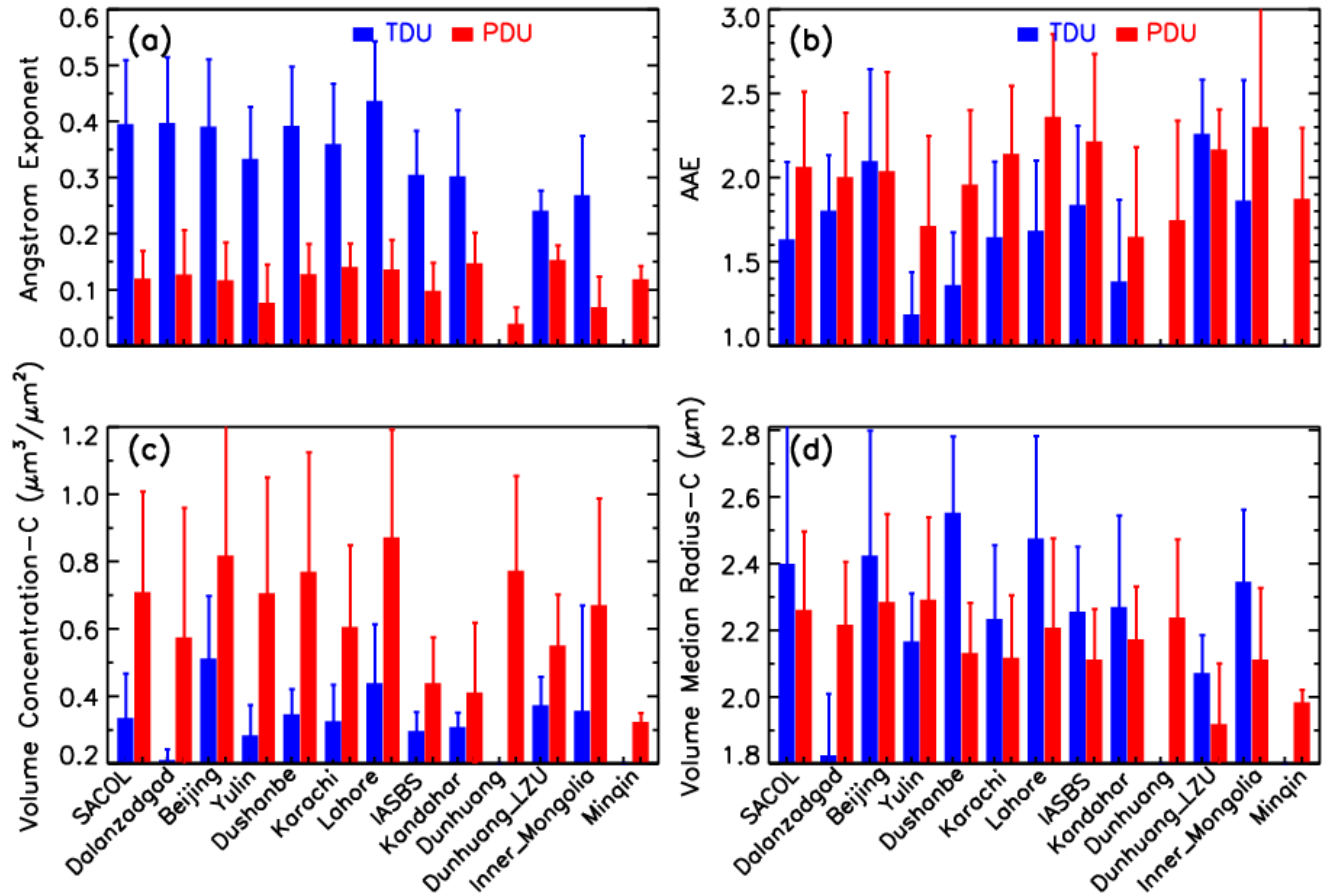 (a) TDU PDU
Angstrom Exponent
0.6
0.5
0.4
0.3
0.2
0.1
0.0
(b) TDU PDU
AAE
3.0
2.5
2.0
1.5
1.0
(c)
Volume Concentration-C (μm³/μm²)
1.2
1.0
0.8
0.6
0.4
0.2
SACOL
Dalanzadgad
Beijing
Yulin
Dushanbe
Karachi
Lahore
IASBS
Kandahar
Dunhuang
Dunhuang_LZU
Inner_Mongolia
Minqin
(d)
Volume Median Radius-C (μm)
2.8
2.6
2.4
2.2
2.0
1.8
SACOL
Dalanzadgad
Beijing
Yulin
Dushanbe
Karachi
Lahore
IASBS
Kandahar
Dunhuang
Dunhuang_LZU
Inner_Mongolia
Minqin